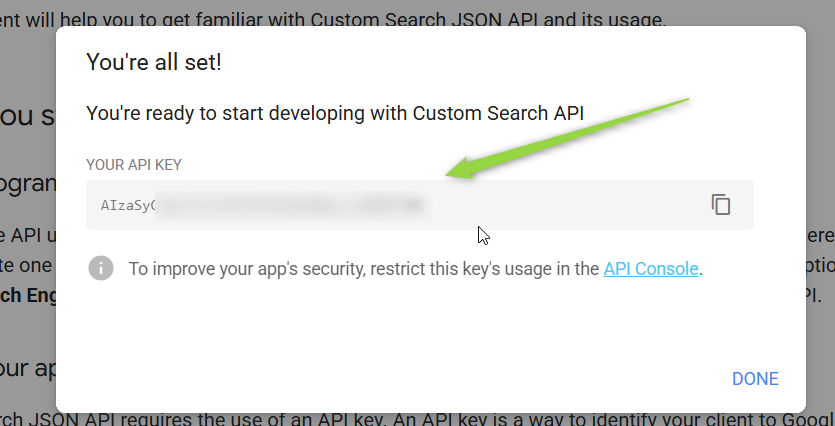 ent will help you to get familiar with Custom Search JSON API and its usage.
You're all set!
You're ready to start developing with Custom Search API
ou s
YOUR API KEY
ogran
AIzaSyC
e API u
ere
To improve your app's security, restrict this key's usage in the API Console.
te one
ptio
ch Eng
PI.
our ap
DONE
rch JSON API requires the use of an API key. An API key is a way to identify your client to Googl